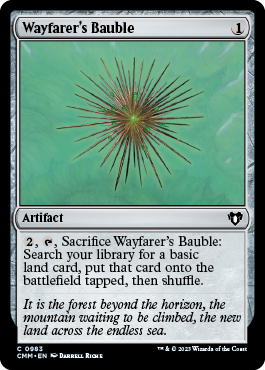 Wayfarer's Bauble 1
Artifact
2, T, Sacrifice Wayfarer's Bauble:
Search your library for a basic
land card, put that card onto the
battlefield tapped, then shuffle.
It is the forest beyond the horizon, the
mountain waiting to be climbed, the new
land across the endless sea.
C 0983
CMM • EN Darrell Riche
™ & © 2023 Wizards of the Coast